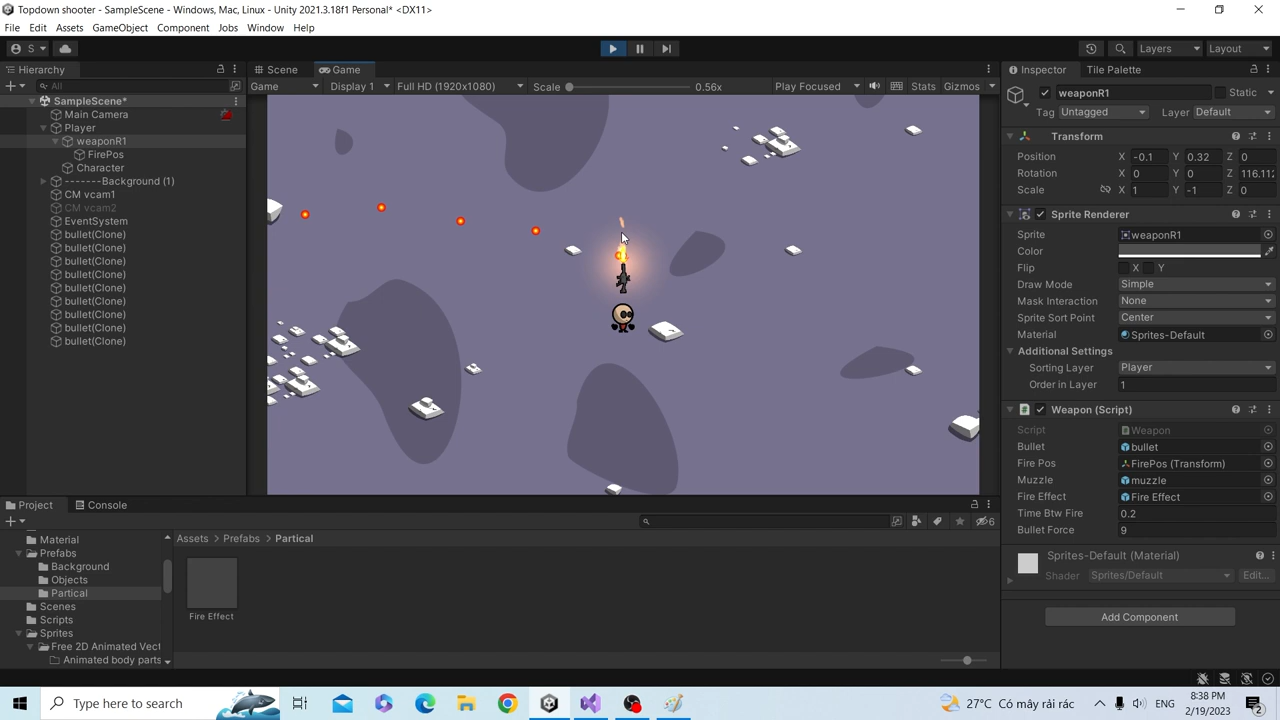 Topdown shooter - SampleScene - Windows, Mac, Linux - Unity 2021.3.18f1 Personal* <DX11>
File Edit Assets GameObject Component Jobs Window Help
S Layers Layout
Hierarchy
All
SampleScene*
Main Camera
Player
weaponR1
FirePos
Character
-------Background (1)
CM vcam1
CM vcam2
EventSystem
bullet(Clone)
bullet(Clone)
bullet(Clone)
bullet(Clone)
bullet(Clone)
bullet(Clone)
bullet(Clone)
bullet(Clone)
bullet(Clone)
Scene Game
Game Display 1 Full HD (1920x1080) Scale 0.56x Play Focused Stats Gizmos
Inspector Tile Palette
weaponR1 Static
Tag Untagged Layer Default
Transform
Position X -0.1 Y 0.32 Z 0
Rotation X 0 Y 0 Z 116.112
Scale X 1 Y -1 Z 0
Sprite Renderer
Sprite weaponR1
Color
Flip X Y
Draw Mode Simple
Mask Interaction None
Sprite Sort Point Center
Material Sprites-Default
Additional Settings
Sorting Layer Player
Order in Layer 1
Weapon (Script)
Script Weapon
Bullet bullet
Fire Pos FirePos (Transform)
Muzzle muzzle
Fire Effect Fire Effect
Time Btw Fire 0.2
Bullet Force 9
Sprites-Default (Material)
Shader Sprites/Default Edit...
Add Component
Project Console
6
Material
Prefabs
Background
Objects
Partical
Scenes
Scripts
Sprites
Free 2D Animated Vect
Animated body parts
Assets Prefabs Partical
Fire Effect
Type here to search
27°C Có mây rải rác ENG 8:38 PM 2/19/2023 2